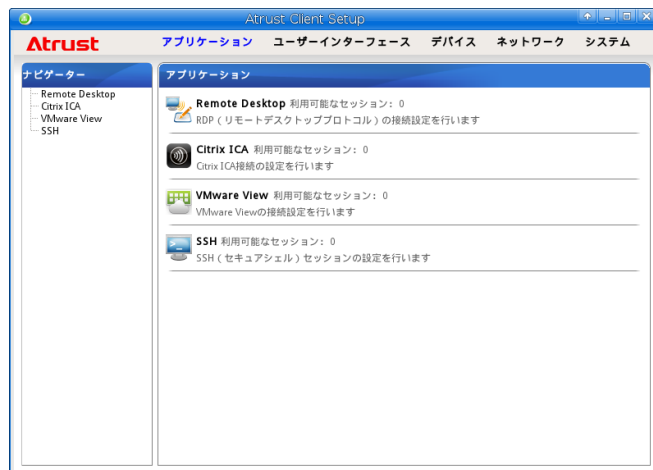 Atrust Client Setup
Atrust
アプリケーション ユーザーインターフェース デバイス ネットワーク システム
ナビゲーター
Remote Desktop
Citrix ICA
VMware View
SSH
アプリケーション
Remote Desktop 利用可能なセッション: 0
RDP ( リモートデスクトッププロトコル ) の接続設定を行います
Citrix ICA 利用可能なセッション: 0
Citrix ICA接続の設定を行います
VMware View 利用可能なセッション: 0
VMware Viewの接続設定を行います
SSH 利用可能なセッション: 0
SSH ( セキュアシェル ) セッションの設定を行います